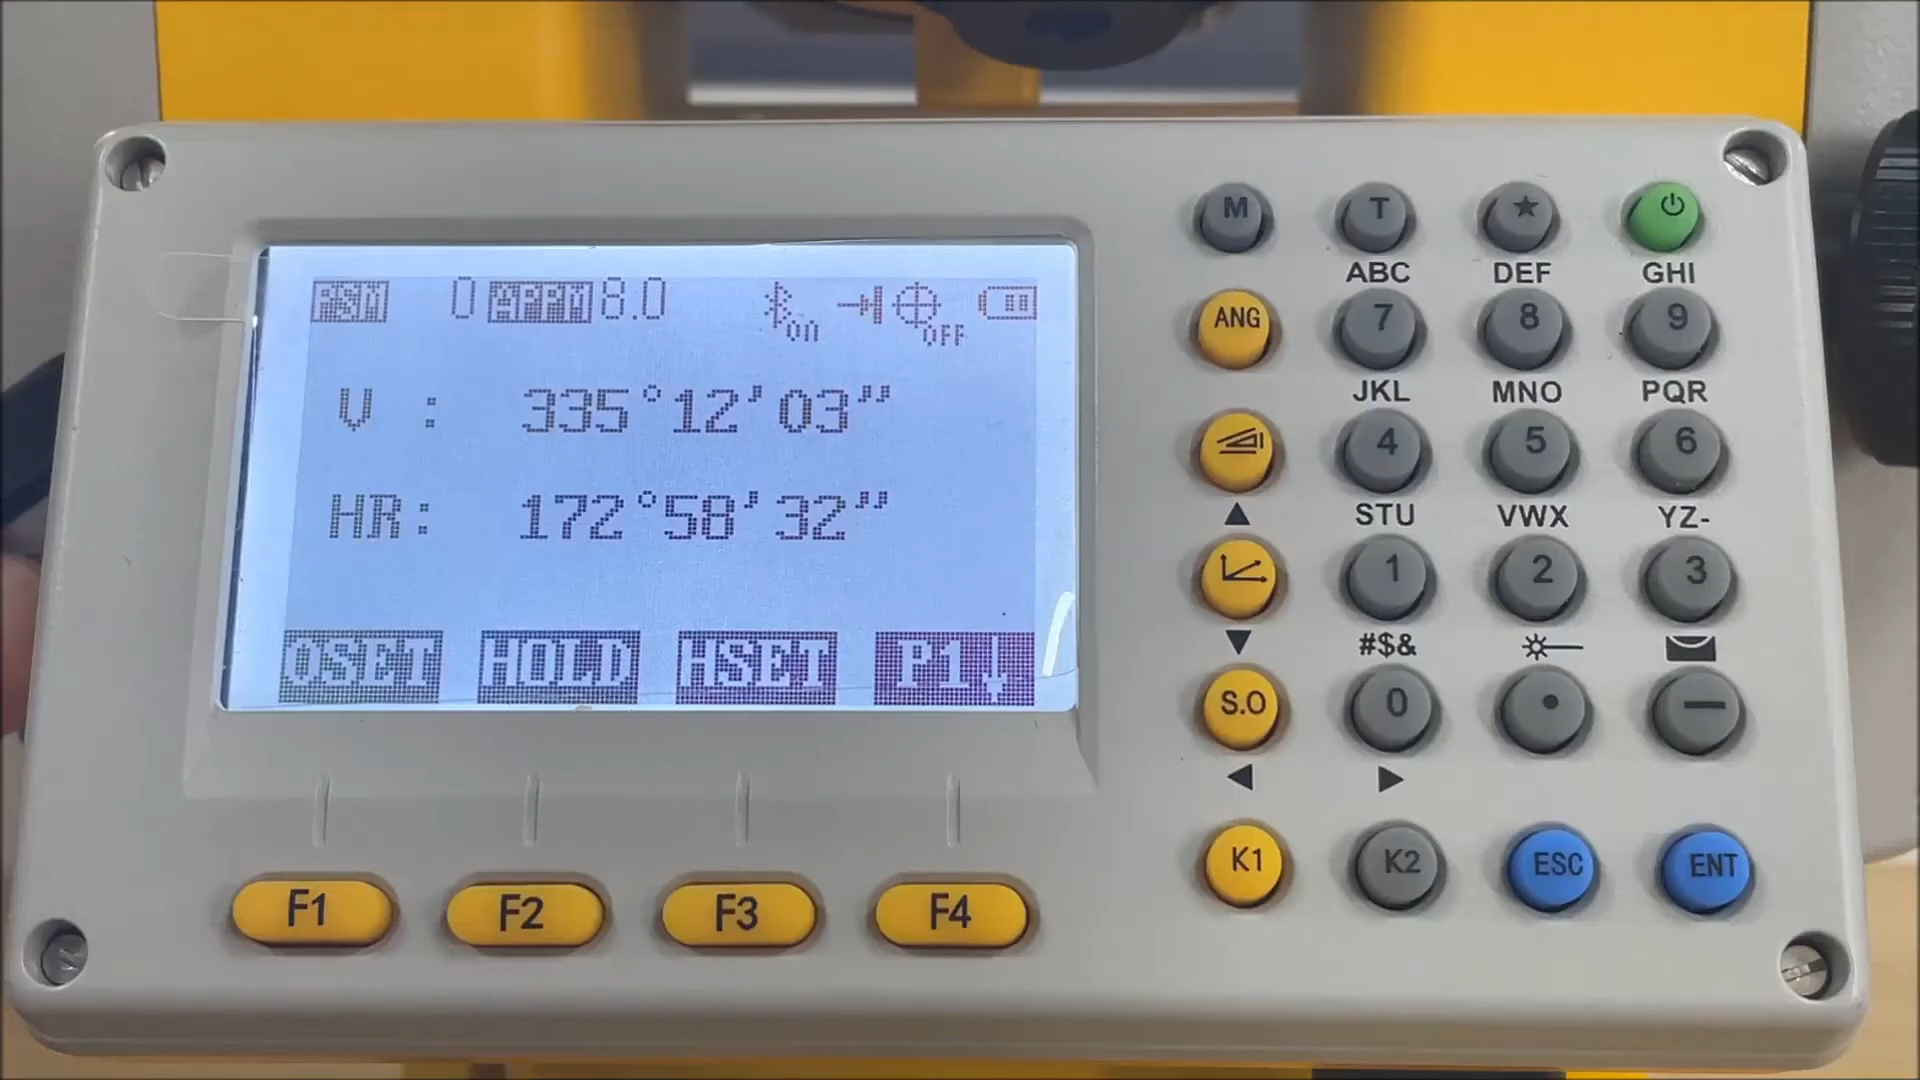 PSM 0 APPM 8.0 On OFF
V : 335°12'03"
HR: 172°58'32"
OSET HOLD HSET P1↓
F1 F2 F3 F4
M T ★
ABC DEF GHI
ANG 7 8 9
JKL MNO PQR
4 5 6
▲ STU VWX YZ-
1 2 3
▼ #$&
S.O 0 • —
◀ ▶
K1 K2 ESC ENT